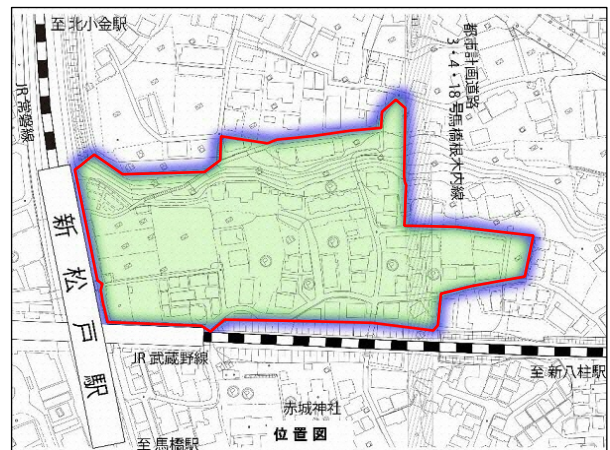 至 北小金駅
JR 常磐線
都市計画道路
3・4・18号馬橋根木内線
新松戸駅
JR 武蔵野線
至 新八柱駅
赤城神社
至 馬橋駅
位置図